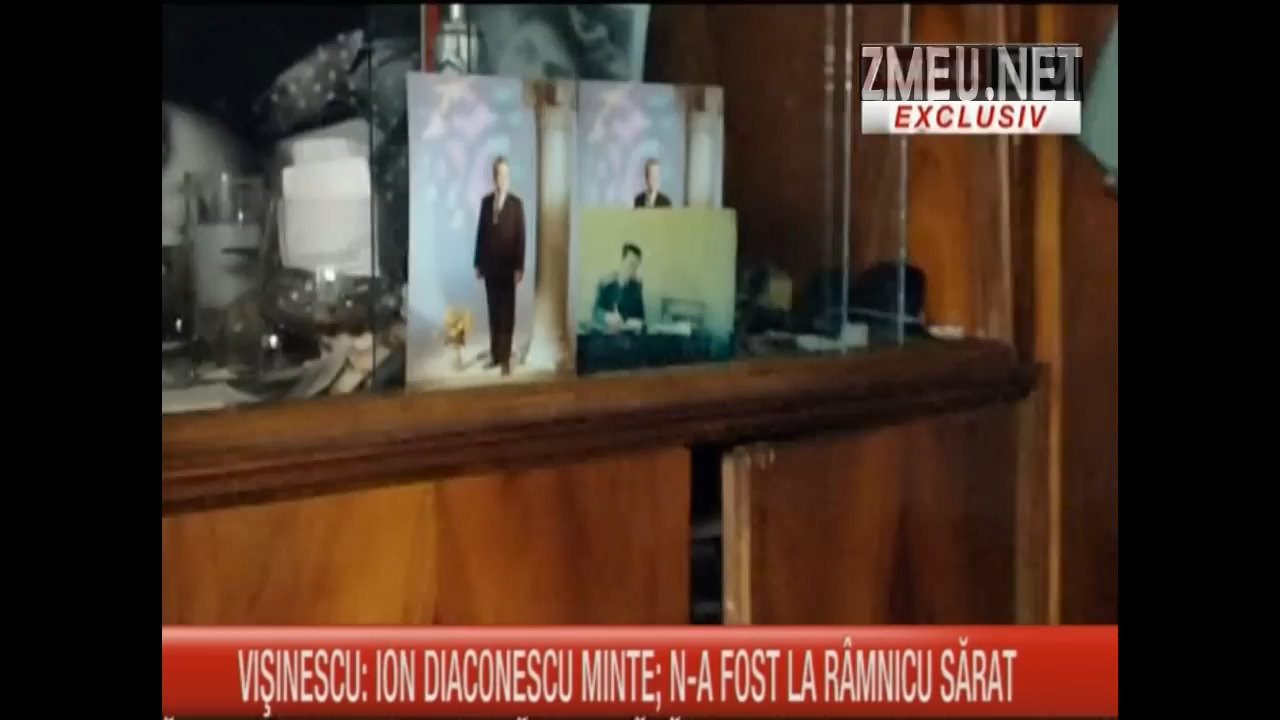 ZMEU.NET
EXCLUSIV
VIŞINESCU: ION DIACONESCU MINTE; N-A FOST LA RÂMNICU SĂRAT